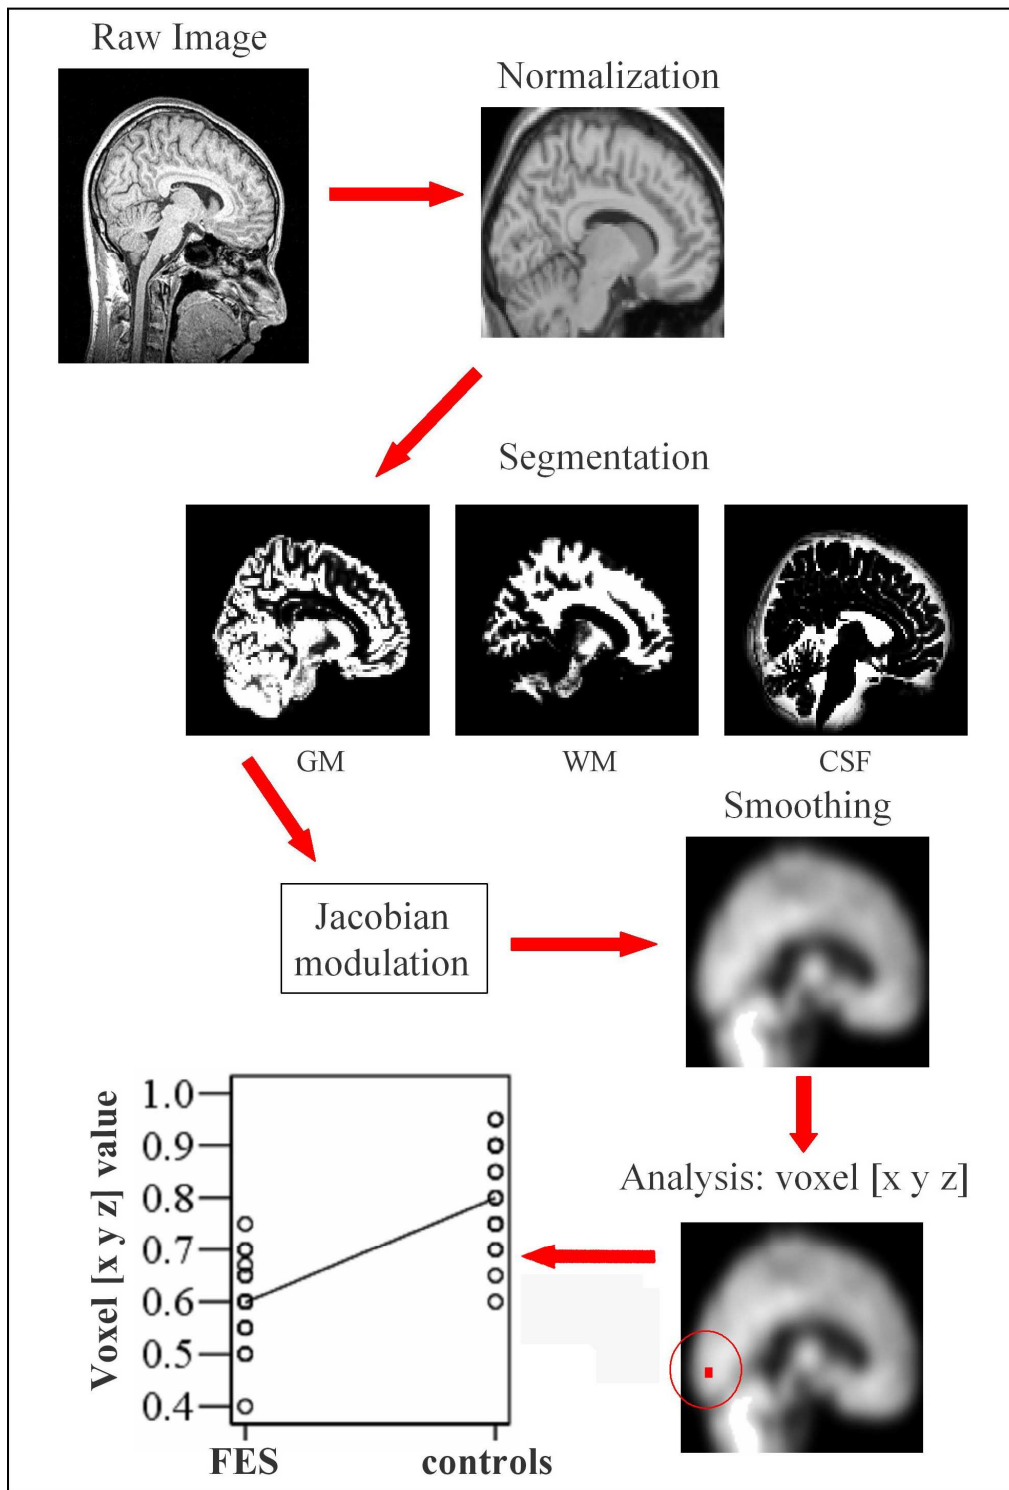 Raw Image
Normalization
Segmentation
GM
WM
CSF
Smoothing
Jacobian
modulation
Analysis: voxel [x y z]
Voxel [x y z] value
1.0
0.9
0.8
0.7
0.6
0.5
0.4
FES
controls